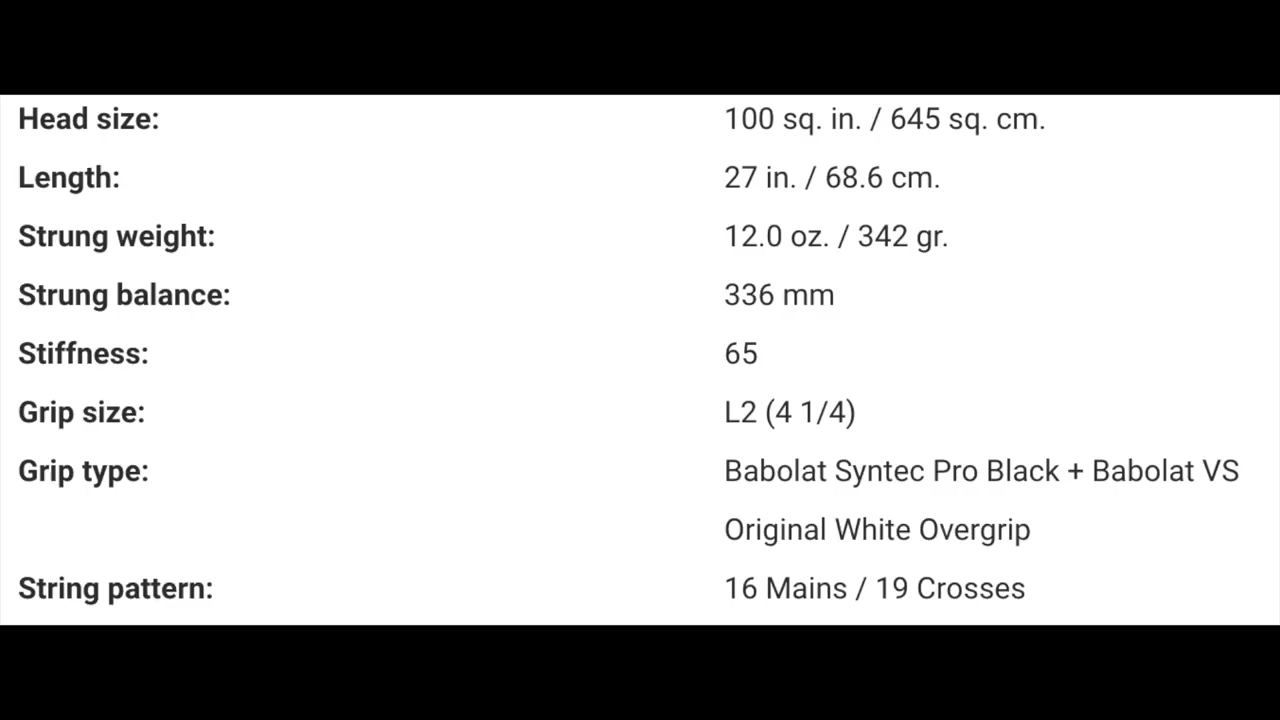 Head size: 100 sq. in. / 645 sq. cm.
Length: 27 in. / 68.6 cm.
Strung weight: 12.0 oz. / 342 gr.
Strung balance: 336 mm
Stiffness: 65
Grip size: L2 (4 1/4)
Grip type: Babolat Syntec Pro Black + Babolat VS
Original White Overgrip
String pattern: 16 Mains / 19 Crosses